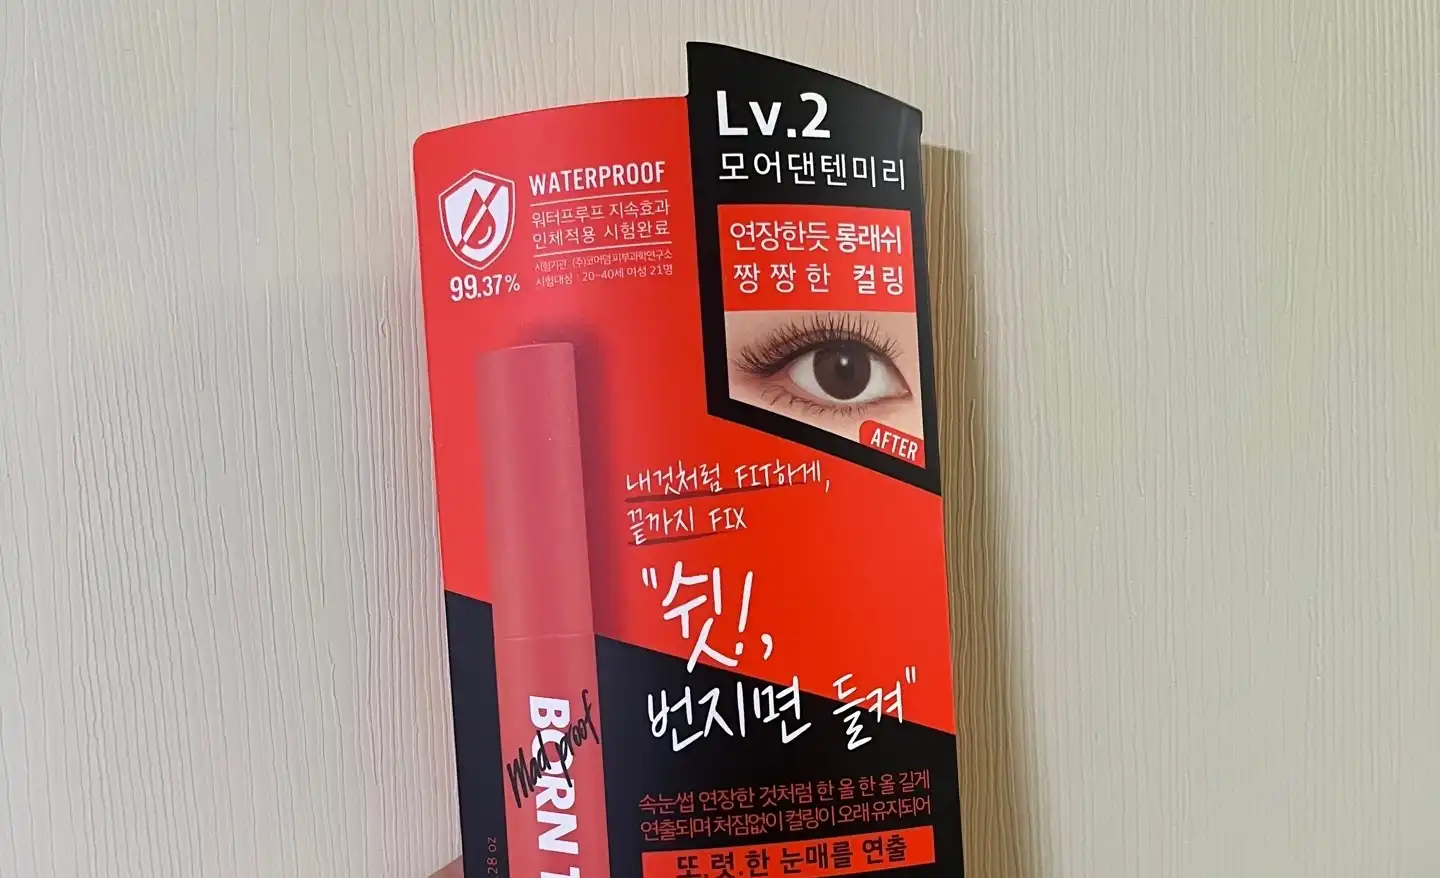 Lv.2
모어댄텐미리
WATERPROOF
워터프루프 지속효과
인체적용 시험완료
시험기관 : (주)코어덤피부과학연구소
시험대상 : 20~40세 여성 21명
99.37%
연장한듯 롱래쉬
짱짱한 컬링
AFTER
내것처럼 FIT하게,
끝까지 FIX
"쉿!,
번지면 들켜"
BORN T
Mad proof
속눈썹 연장한 것처럼 한 올 한 올 길게
연출되며 처짐없이 컬링이 오래 유지되어
또.렷.한 눈매를 연출
28 oz